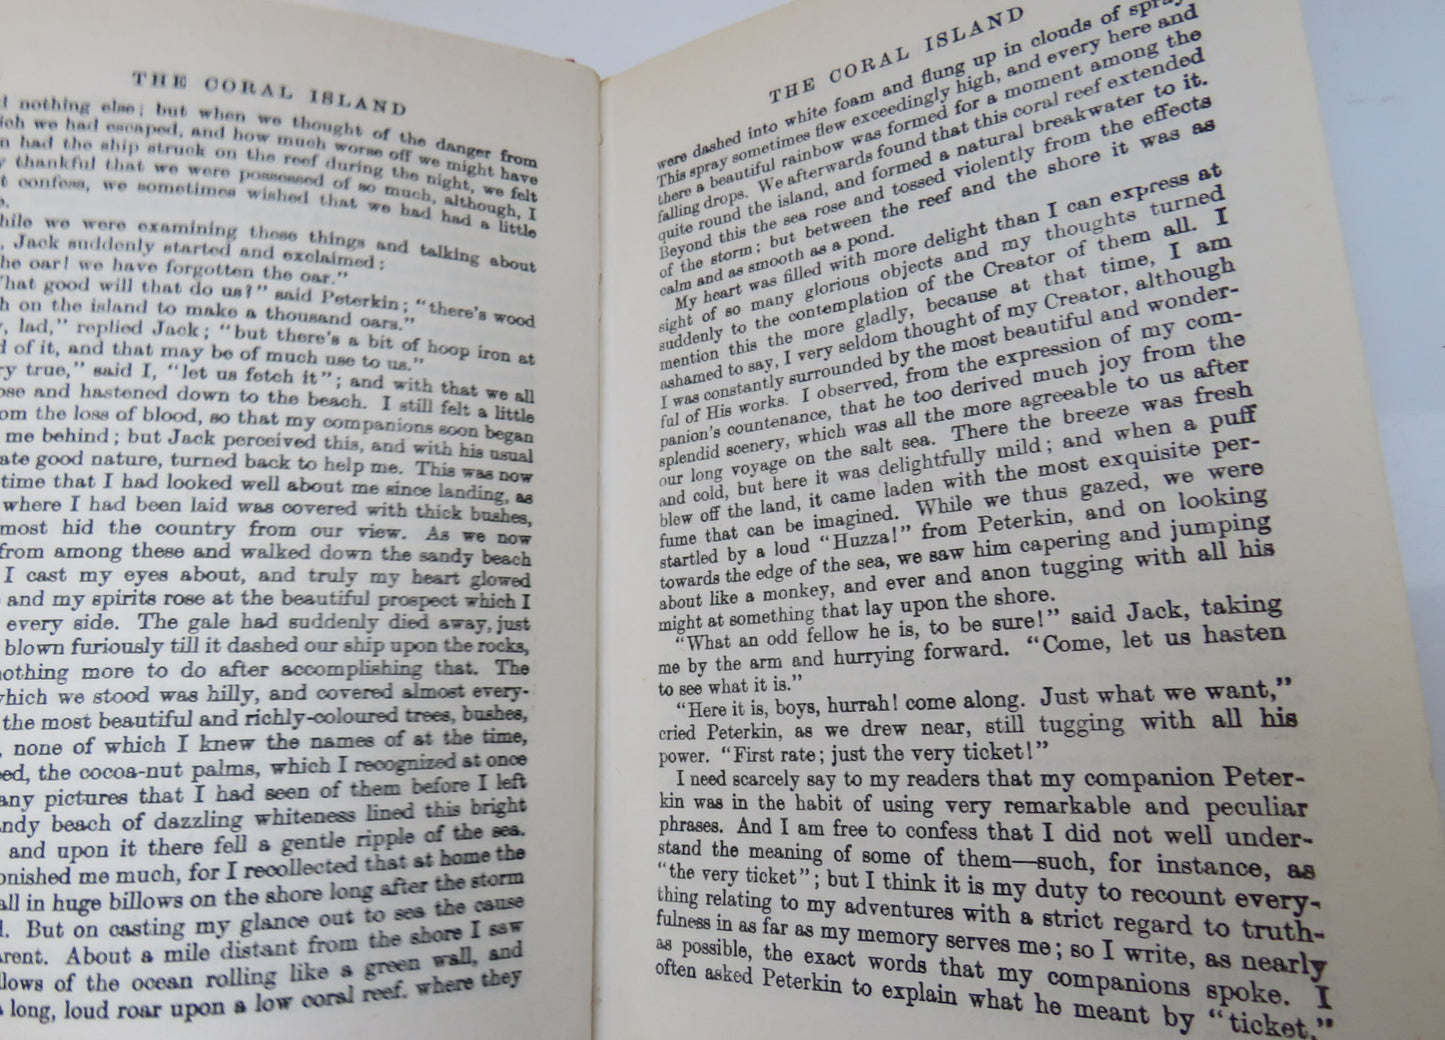 THE CORAL ISLAND
nothing else; but when we thought of the danger from
which we had escaped, and how much worse off we might have
had the ship struck on the reef during the night, we felt
thankful that we were possessed of so much, although, I
confess, we sometimes wished that we had had a little
we were examining these things and talking about
Jack suddenly started and exclaimed:
oar! we have forgotten the oar."
good will that do us?" said Peterkin; "there's wood
on the island to make a thousand oars."
lad," replied Jack; "but there's a bit of hoop iron at
of it, and that may be of much use to us."
true," said I, "let us fetch it"; and with that we all
and hastened down to the beach. I still felt a little
the loss of blood, so that my companions soon began
me behind; but Jack perceived this, and with his usual
good nature, turned back to help me. This was now
time that I had looked well about me since landing, as
where I had been laid was covered with thick bushes,
most hid the country from our view. As we now
from among these and walked down the sandy beach
I cast my eyes about, and truly my heart glowed
and my spirits rose at the beautiful prospect which I
every side. The gale had suddenly died away, just
blown furiously till it dashed our ship upon the rocks,
nothing more to do after accomplishing that. The
which we stood was hilly, and covered almost every-
the most beautiful and richly-coloured trees, bushes,
none of which I knew the names of at the time,
the cocoa-nut palms, which I recognized at once
pictures that I had seen of them before I left
beach of dazzling whiteness lined this bright
and upon it there fell a gentle ripple of the sea.
me much, for I recollected that at home the
in huge billows on the shore long after the storm
But on casting my glance out to sea the cause
About a mile distant from the shore I saw
of the ocean rolling like a green wall, and
long, loud roar upon a low coral reef, where they
THE CORAL ISLAND
were dashed into white foam and flung up in clouds of spray
This spray sometimes flew exceedingly high, and every here and
there a beautiful rainbow was formed for a moment among the
falling drops. We afterwards found that this coral reef extended
quite round the island, and formed a natural breakwater to it.
Beyond this the sea rose and tossed violently from the effects
of the storm; but between the reef and the shore it was as
calm and as smooth as a pond.
My heart was filled with more delight than I can express at
sight of so many glorious objects and my thoughts turned
suddenly to the contemplation of the Creator of them all. I
mention this the more gladly, because at that time, I am
ashamed to say, I very seldom thought of my Creator, although
I was constantly surrounded by the most beautiful and wonder-
ful of His works. I observed, from the expression of my com-
panion's countenance, that he too derived much joy from the
splendid scenery, which was all the more agreeable to us after
our long voyage on the salt sea. There the breeze was fresh
and cold, but here it was delightfully mild; and when a puff
blew off the land, it came laden with the most exquisite per-
fume that can be imagined. While we thus gazed, we were
startled by a loud "Huzza!" from Peterkin, and on looking
towards the edge of the sea, we saw him capering and jumping
about like a monkey, and ever and anon tugging with all his
might at something that lay upon the shore.
"What an odd fellow he is, to be sure!" said Jack, taking
me by the arm and hurrying forward. "Come, let us hasten
to see what it is."
"Here it is, boys, hurrah! come along. Just what we want,"
cried Peterkin, as we drew near, still tugging with all his
power. "First rate; just the very ticket!"
I need scarcely say to my readers that my companion Peter-
kin was in the habit of using very remarkable and peculiar
phrases. And I am free to confess that I did not well under-
stand the meaning of some of them—such, for instance, as
"the very ticket"; but I think it is my duty to recount every-
thing relating to my adventures with a strict regard to truth-
fulness in as far as my memory serves me; so I write, as nearly
as possible, the exact words that my companions spoke. I
often asked Peterkin to explain what he meant by "ticket,"